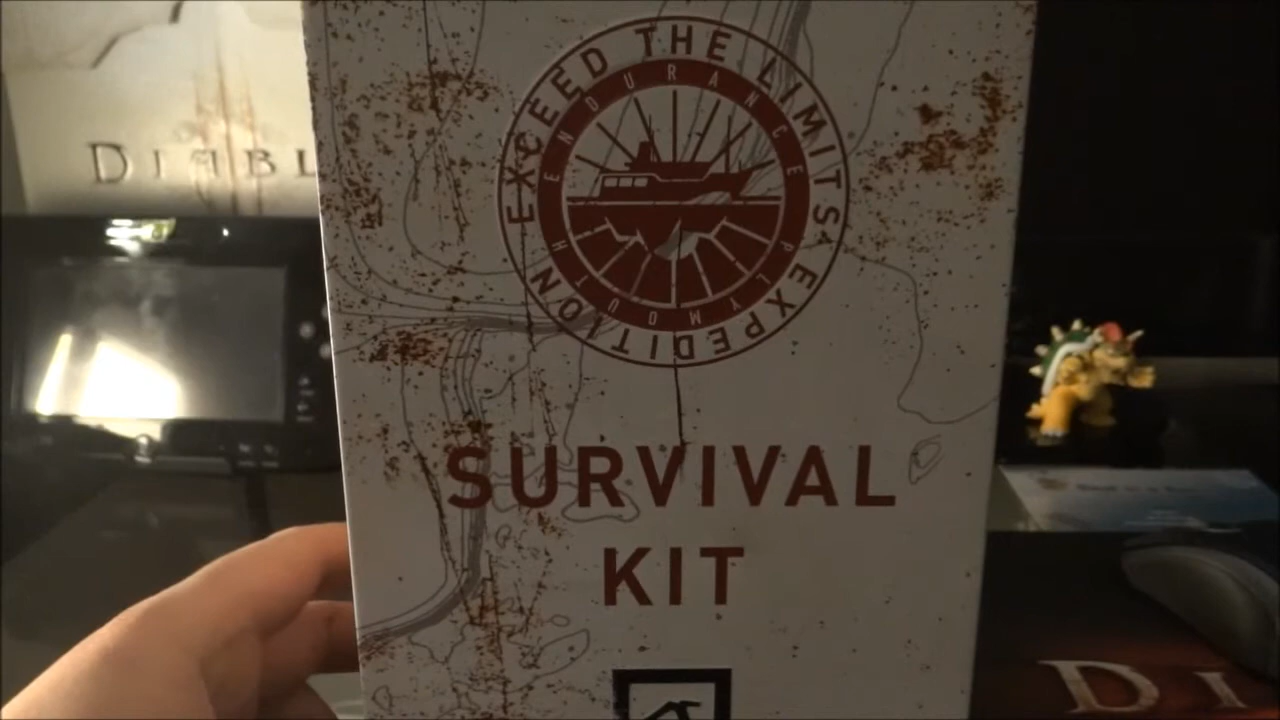 EXCEED THE LIMITS EXPEDITION
ENDURANCE
PLYMOUTH
SURVIVAL
KIT
DIABL
DI